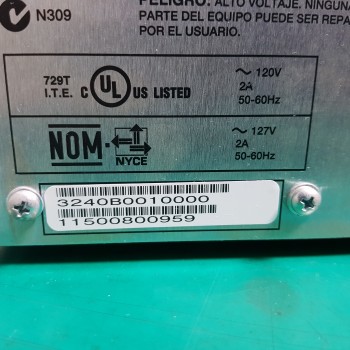 N309
PELIGRO: ALTO VOLTAJE, NINGUNA
PARTE DEL EQUIPO PUEDE SER REPA
POR EL USUARIO.
729T
I.T.E.
C UL US LISTED
~ 120V
2A
50-60Hz
NOM
NYCE
~ 127V
2A
50-60Hz
3240B0010000
11500800959